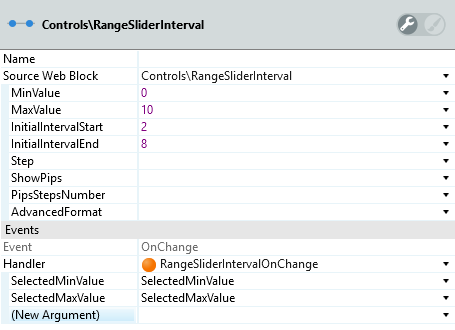 Controls\RangeSliderInterval
Name
Source Web Block Controls\RangeSliderInterval
MinValue 0
MaxValue 10
InitialIntervalStart 2
InitialIntervalEnd 8
Step
ShowPips
PipsStepsNumber
AdvancedFormat
Events
Event OnChange
Handler RangeSliderIntervalOnChange
SelectedMinValue SelectedMinValue
SelectedMaxValue SelectedMaxValue
(New Argument)